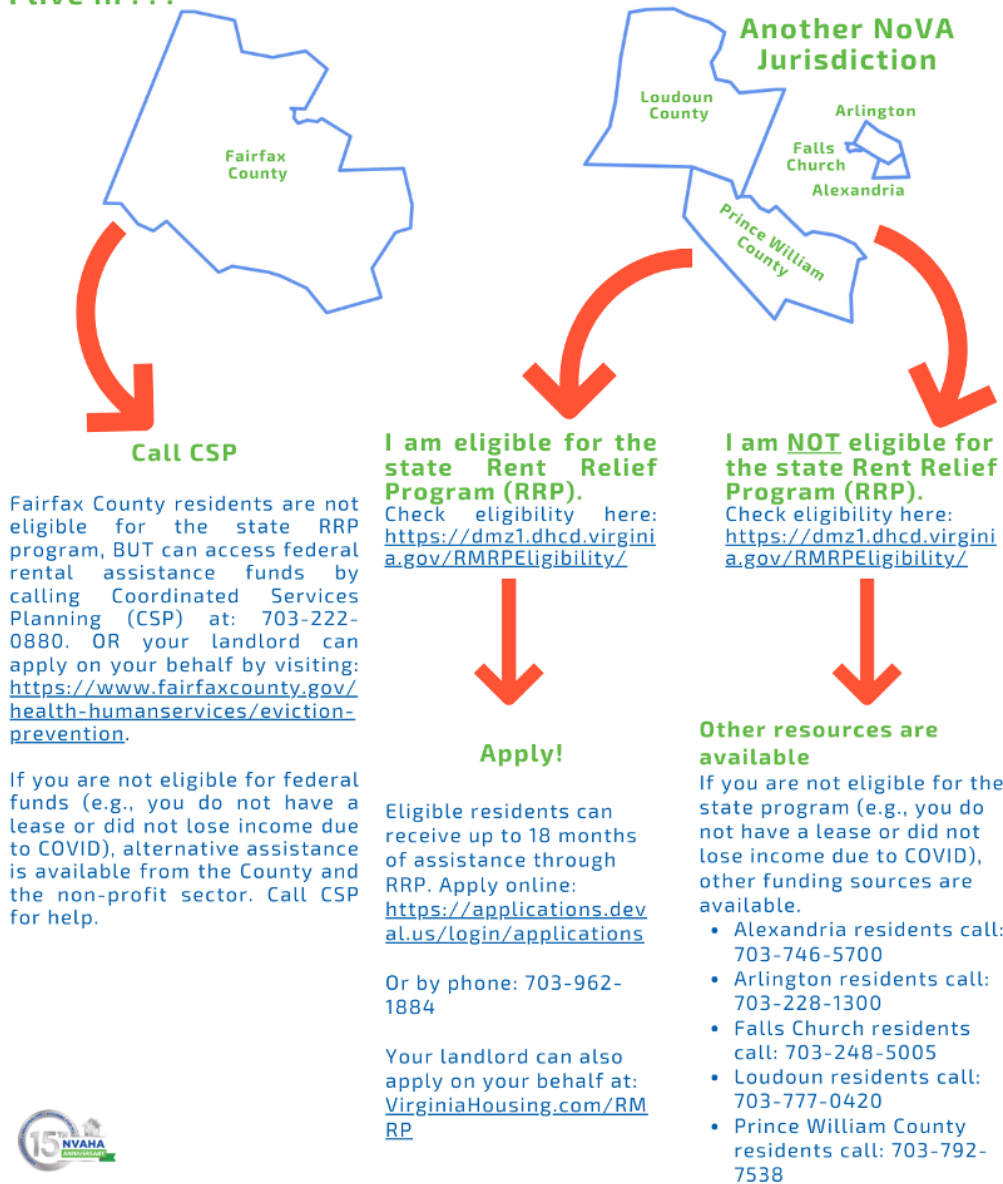 I live in . . .
Another NoVA
Jurisdiction
Fairfax
County
Loudoun
County
Arlington
Falls
Church
Alexandria
Prince William
County
Call CSP
Fairfax County residents are not
eligible for the state RRP
program, BUT can access federal
rental assistance funds by
calling Coordinated Services
Planning (CSP) at: 703-222-
0880. OR your landlord can
apply on your behalf by visiting:
https://www.fairfaxcounty.gov/
health-humanservices/eviction-
prevention.
If you are not eligible for federal
funds (e.g., you do not have a
lease or did not lose income due
to COVID), alternative assistance
is available from the County and
the non-profit sector. Call CSP
for help.
I am eligible for the
state Rent Relief
Program (RRP).
Check eligibility here:
https://dmz1.dhcd.virgini
a.gov/RMRPEligibility/
Apply!
Eligible residents can
receive up to 18 months
of assistance through
RRP. Apply online:
https://applications.dev
al.us/login/applications
Or by phone: 703-962-
1884
Your landlord can also
apply on your behalf at:
VirginiaHousing.com/RM
RP
I am NOT eligible for
the state Rent Relief
Program (RRP).
Check eligibility here:
https://dmz1.dhcd.virgini
a.gov/RMRPEligibility/
Other resources are
available
If you are not eligible for the
state program (e.g., you do
not have a lease or did not
lose income due to COVID),
other funding sources are
available.
• Alexandria residents call:
703-746-5700
• Arlington residents call:
703-228-1300
• Falls Church residents
call: 703-248-5005
• Loudoun residents call:
703-777-0420
• Prince William County
residents call: 703-792-
7538
15TH
NVAHA
ANNIVERSARY